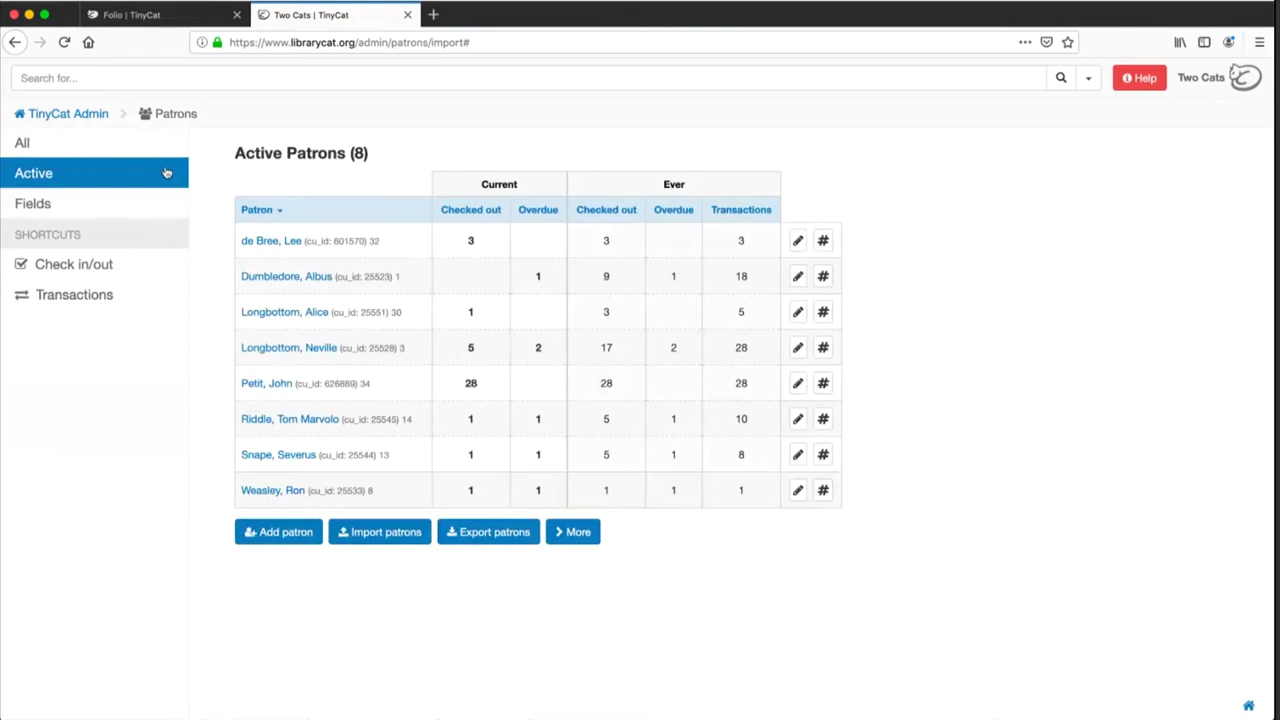 Folio | TinyCat
Two Cats | TinyCat
https://www.librarycat.org/admin/patrons/import#
Search for...
Help
Two Cats
TinyCat Admin
Patrons
All
Active
Fields
SHORTCUTS
Check in/out
Transactions
Active Patrons (8)
Current Ever
Patron Checked out Overdue Checked out Overdue Transactions
de Bree, Lee (cu_id: 601570) 32 3 3 3
Dumbledore, Albus (cu_id: 25523) 1 1 9 1 18
Longbottom, Alice (cu_id: 25551) 30 1 3 5
Longbottom, Neville (cu_id: 25528) 3 5 2 17 2 28
Petit, John (cu_id: 626889) 34 28 28 28
Riddle, Tom Marvolo (cu_id: 25545) 14 1 1 5 1 10
Snape, Severus (cu_id: 25544) 13 1 1 5 1 8
Weasley, Ron (cu_id: 25533) 8 1 1 1 1 1
Add patron Import patrons Export patrons More